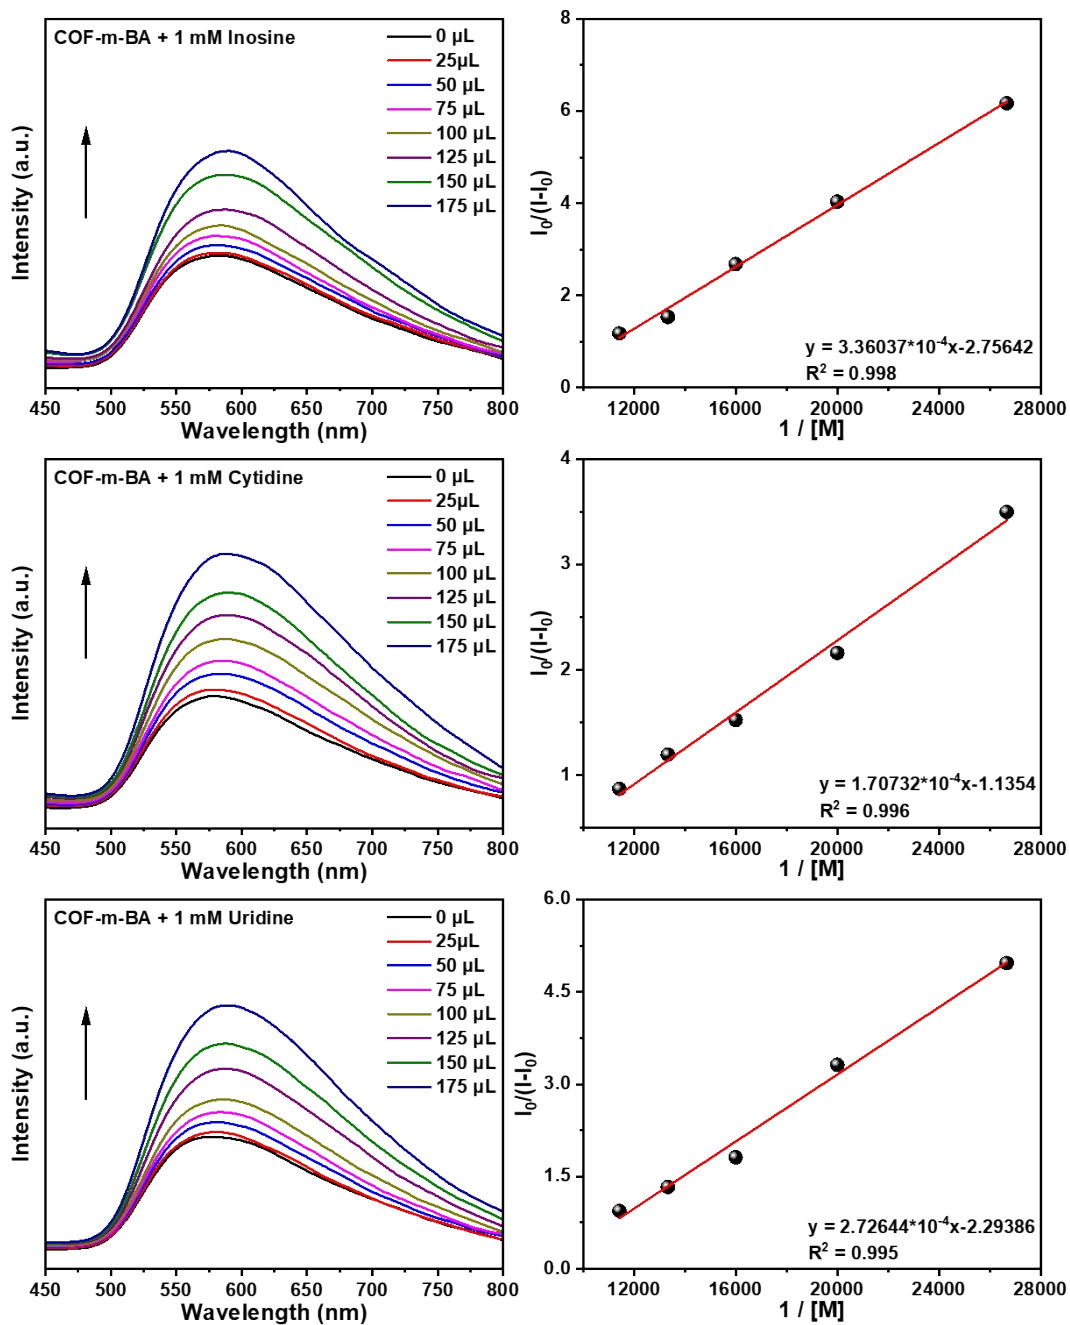 COF-m-BA + 1 mM Inosine
0 µL
25µL
50 µL
75 µL
100 µL
125 µL
150 µL
175 µL
Intensity (a.u.)
450 500 550 600 650 700 750 800
Wavelength (nm)
8
6
4
2
0
I₀/(I-I₀)
y = 3.36037*10⁻⁴x-2.75642
R² = 0.998
12000 16000 20000 24000 28000
1 / [M]
COF-m-BA + 1 mM Cytidine
0 µL
25µL
50 µL
75 µL
100 µL
125 µL
150 µL
175 µL
Intensity (a.u.)
450 500 550 600 650 700 750 800
Wavelength (nm)
4
3
2
1
I₀/(I-I₀)
y = 1.70732*10⁻⁴x-1.1354
R² = 0.996
12000 16000 20000 24000 28000
1 / [M]
COF-m-BA + 1 mM Uridine
0 µL
25µL
50 µL
75 µL
100 µL
125 µL
150 µL
175 µL
Intensity (a.u.)
450 500 550 600 650 700 750 800
Wavelength (nm)
6.0
4.5
3.0
1.5
0.0
I₀/(I-I₀)
y = 2.72644*10⁻⁴x-2.29386
R² = 0.995
12000 16000 20000 24000 28000
1 / [M]